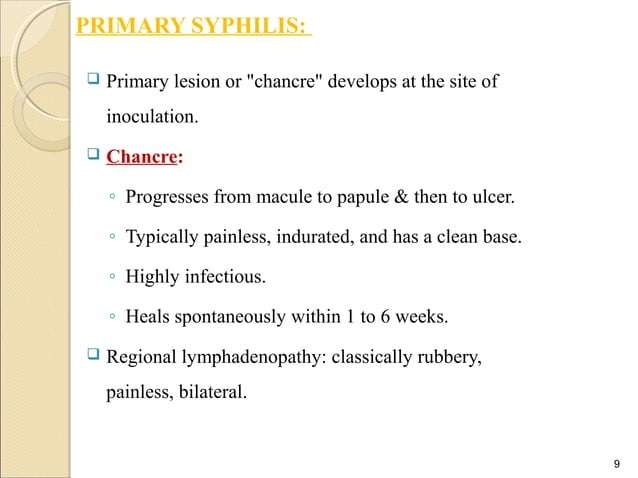 PRIMARY SYPHILIS:
Primary lesion or "chancre" develops at the site of
inoculation.
Chancre:
Progresses from macule to papule & then to ulcer.
Typically painless, indurated, and has a clean base.
Highly infectious.
Heals spontaneously within 1 to 6 weeks.
Regional lymphadenopathy: classically rubbery,
painless, bilateral.
9